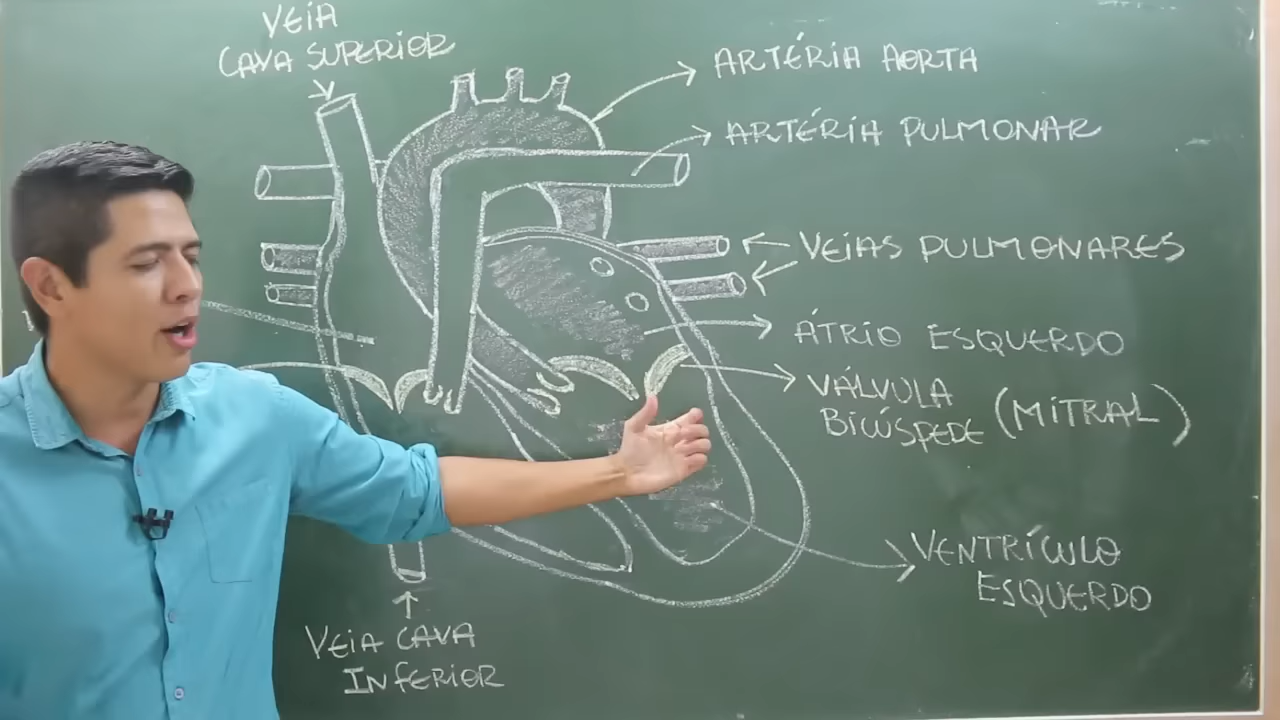 VEIA
CAVA SUPERIOR
ARTÉRIA AORTA
ARTÉRIA PULMONAR
VEIAS PULMONARES
ÁTRIO ESQUERDO
VÁLVULA
BICÚSPEDE (MITRAL)
VENTRÍCULO
ESQUERDO
VEIA CAVA
INFERIOR